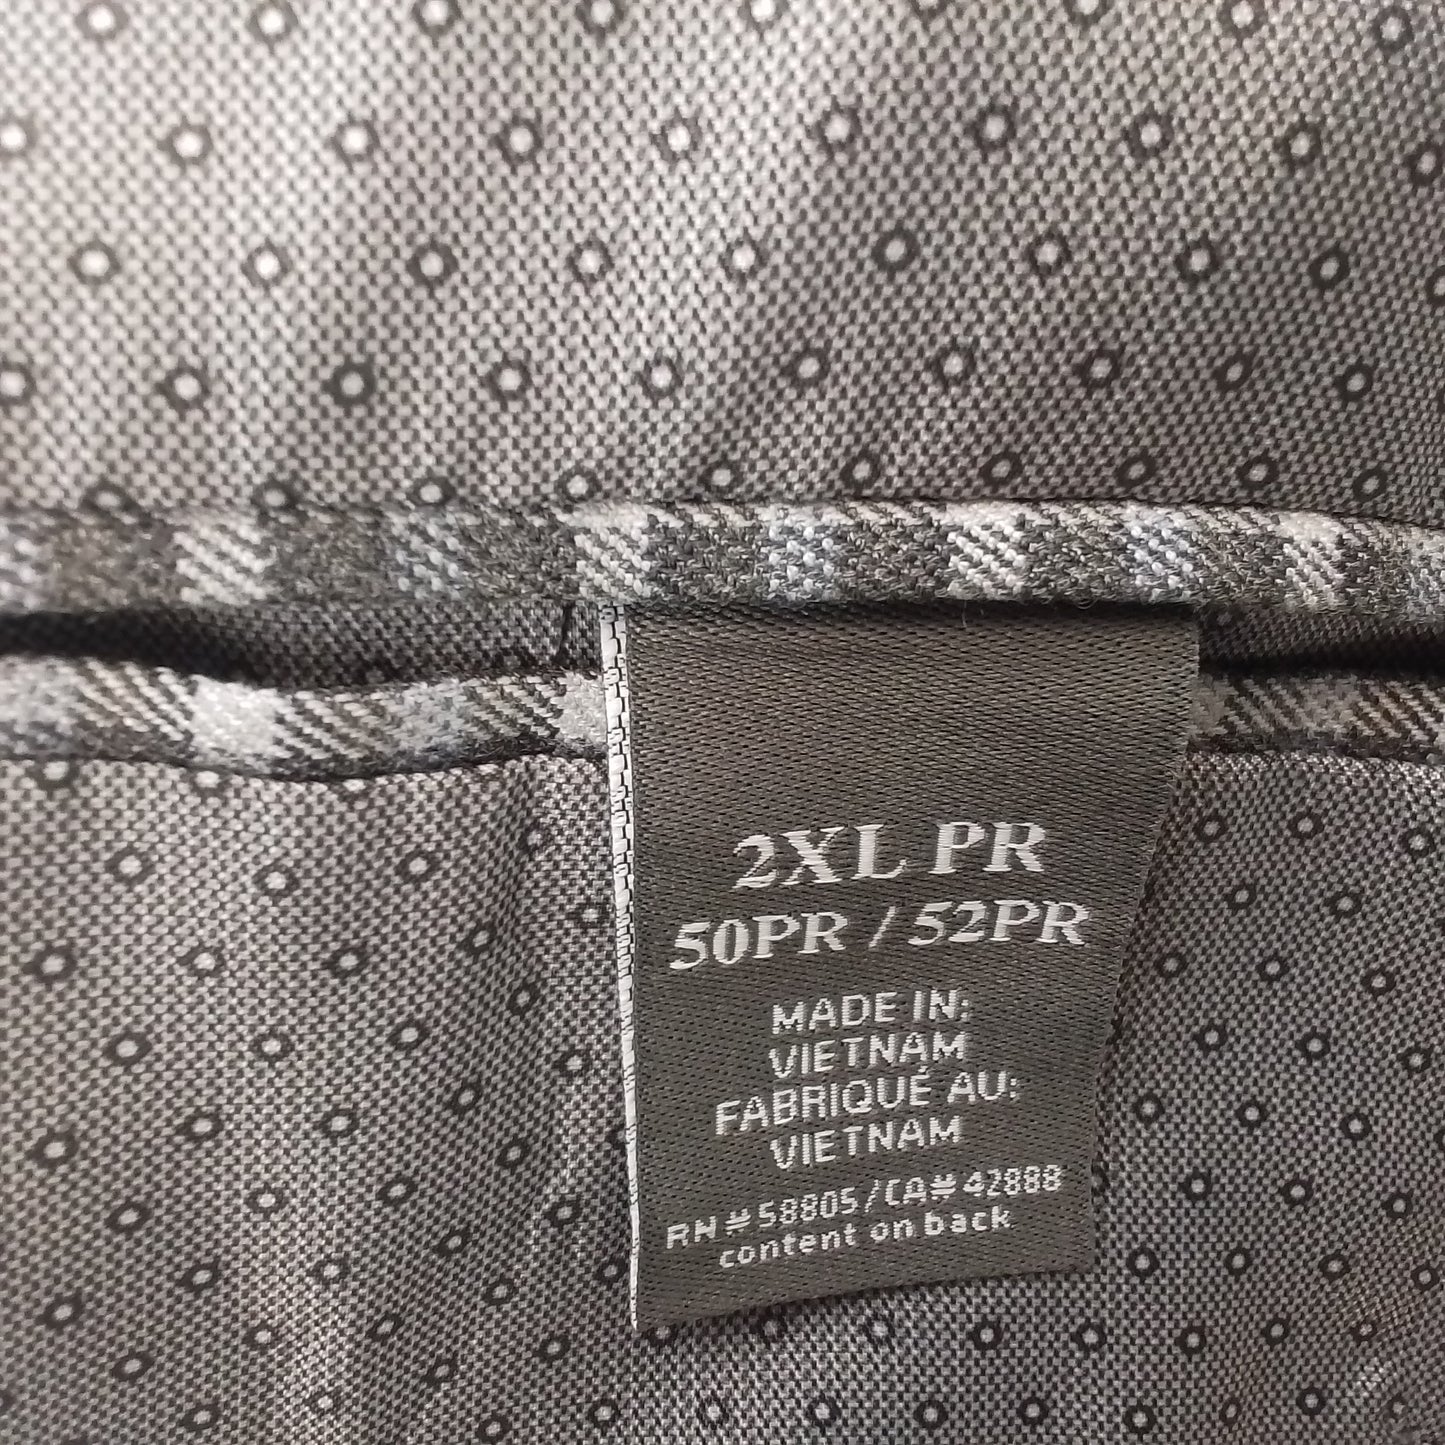 2XL PR
50PR / 52PR
MADE IN:
VIETNAM
FABRIQUÉ AU:
VIETNAM
RN#58805/CA#42888
content on back